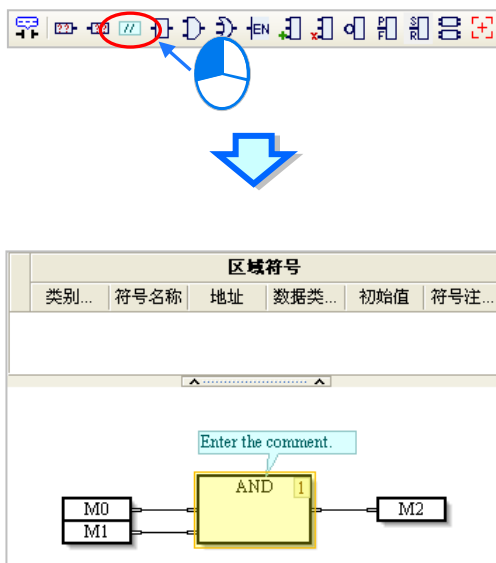 ?? ?? // EN P F S R
区域符号
类别... 符号名称 地址 数据类... 初始值 符号注...
Enter the comment.
AND 1
M0 M2
M1